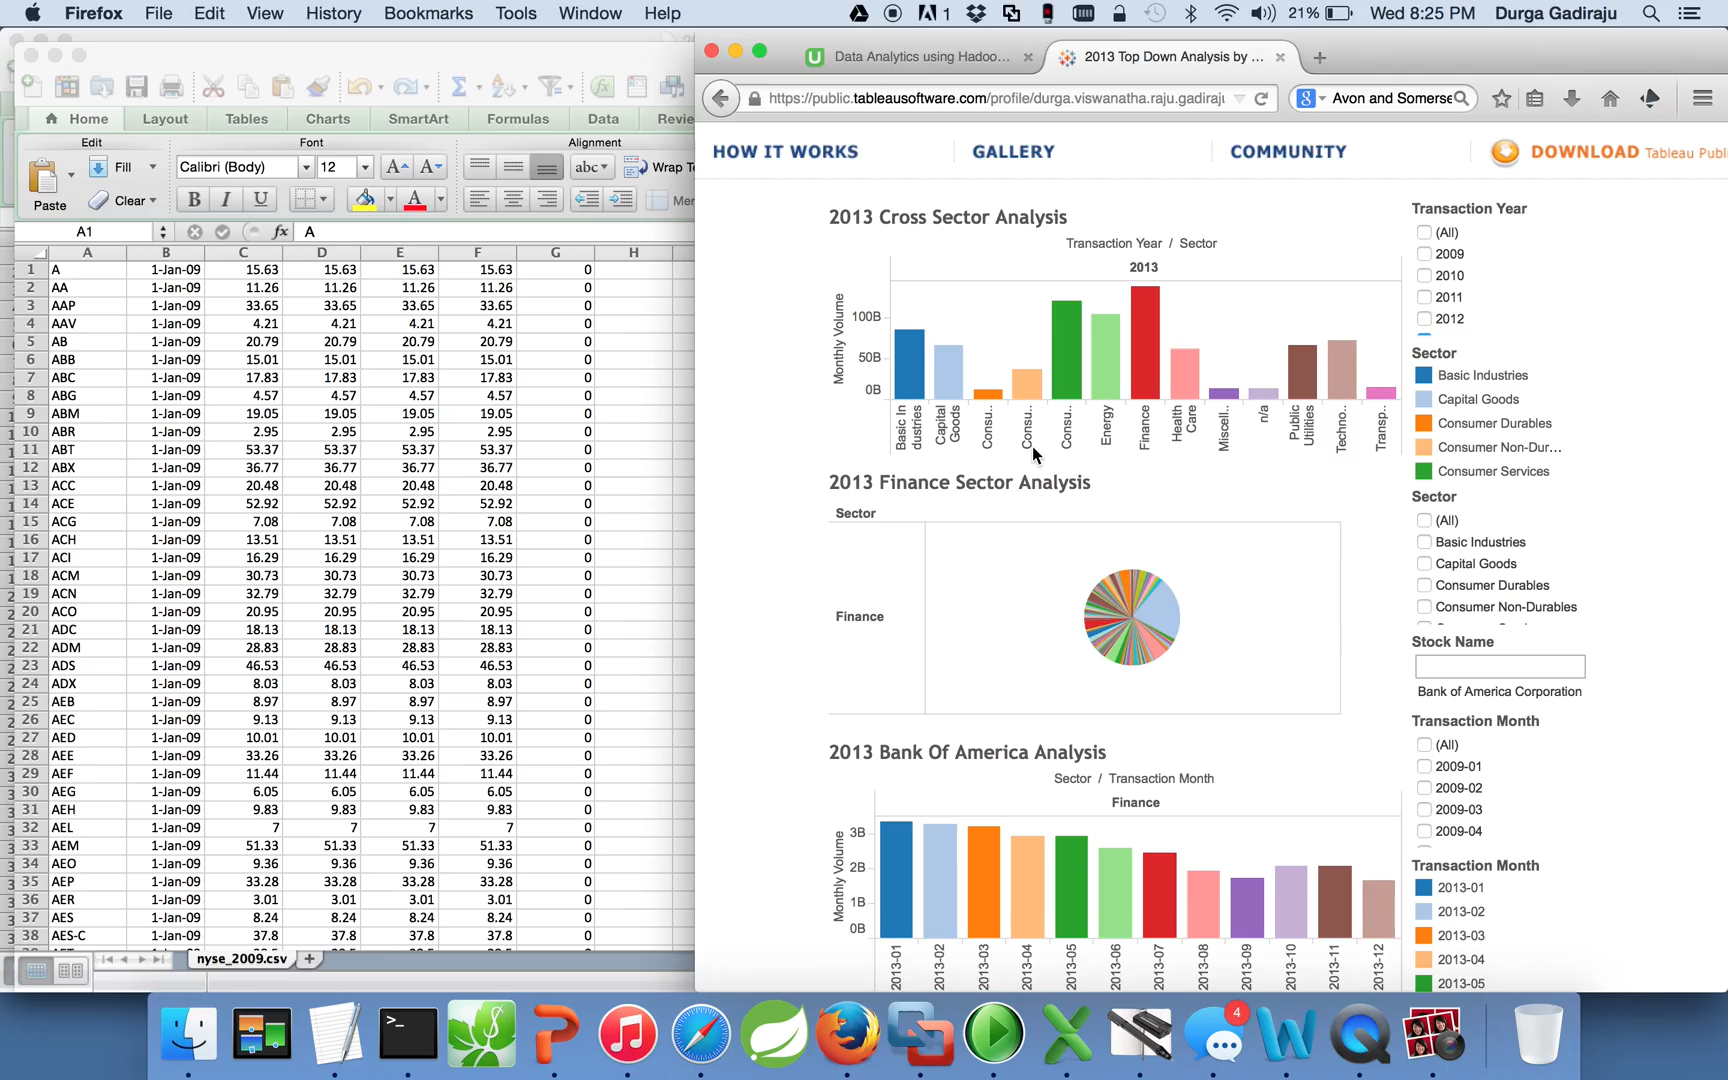 Firefox File Edit View History Bookmarks Tools Window Help
1 21% Wed 8:25 PM Durga Gadiraju
Home Layout Tables Charts SmartArt Formulas Data Revie
Edit Font Alignment
Fill Calibri (Body) 12 abc Wrap Te
Paste Clear B I U A Mer
A1 fx A
A B C D E F G H
1 A 1-Jan-09 15.63 15.63 15.63 15.63 0
2 AA 1-Jan-09 11.26 11.26 11.26 11.26 0
3 AAP 1-Jan-09 33.65 33.65 33.65 33.65 0
4 AAV 1-Jan-09 4.21 4.21 4.21 4.21 0
5 AB 1-Jan-09 20.79 20.79 20.79 20.79 0
6 ABB 1-Jan-09 15.01 15.01 15.01 15.01 0
7 ABC 1-Jan-09 17.83 17.83 17.83 17.83 0
8 ABG 1-Jan-09 4.57 4.57 4.57 4.57 0
9 ABM 1-Jan-09 19.05 19.05 19.05 19.05 0
10 ABR 1-Jan-09 2.95 2.95 2.95 2.95 0
11 ABT 1-Jan-09 53.37 53.37 53.37 53.37 0
12 ABX 1-Jan-09 36.77 36.77 36.77 36.77 0
13 ACC 1-Jan-09 20.48 20.48 20.48 20.48 0
14 ACE 1-Jan-09 52.92 52.92 52.92 52.92 0
15 ACG 1-Jan-09 7.08 7.08 7.08 7.08 0
16 ACH 1-Jan-09 13.51 13.51 13.51 13.51 0
17 ACI 1-Jan-09 16.29 16.29 16.29 16.29 0
18 ACM 1-Jan-09 30.73 30.73 30.73 30.73 0
19 ACN 1-Jan-09 32.79 32.79 32.79 32.79 0
20 ACO 1-Jan-09 20.95 20.95 20.95 20.95 0
21 ADC 1-Jan-09 18.13 18.13 18.13 18.13 0
22 ADM 1-Jan-09 28.83 28.83 28.83 28.83 0
23 ADS 1-Jan-09 46.53 46.53 46.53 46.53 0
24 ADX 1-Jan-09 8.03 8.03 8.03 8.03 0
25 AEB 1-Jan-09 8.97 8.97 8.97 8.97 0
26 AEC 1-Jan-09 9.13 9.13 9.13 9.13 0
27 AED 1-Jan-09 10.01 10.01 10.01 10.01 0
28 AEE 1-Jan-09 33.26 33.26 33.26 33.26 0
29 AEF 1-Jan-09 11.44 11.44 11.44 11.44 0
30 AEG 1-Jan-09 6.05 6.05 6.05 6.05 0
31 AEH 1-Jan-09 9.83 9.83 9.83 9.83 0
32 AEL 1-Jan-09 7 7 7 7 0
33 AEM 1-Jan-09 51.33 51.33 51.33 51.33 0
34 AEO 1-Jan-09 9.36 9.36 9.36 9.36 0
35 AEP 1-Jan-09 33.28 33.28 33.28 33.28 0
36 AER 1-Jan-09 3.01 3.01 3.01 3.01 0
37 AES 1-Jan-09 8.24 8.24 8.24 8.24 0
38 AES-C 1-Jan-09 37.8 37.8 37.8 37.8 0
nyse_2009.csv
Data Analytics using Hadoo... 2013 Top Down Analysis by ...
https://public.tableausoftware.com/profile/durga.viswanatha.raju.gadiraju Avon and Somerse
HOW IT WORKS GALLERY COMMUNITY DOWNLOAD Tableau Publi
2013 Cross Sector Analysis
Transaction Year / Sector
2013
Monthly Volume
100B
50B
0B
Basic In dustries
Capital Goods
Consu..
Consu..
Consu..
Energy
Finance
Health Care
Miscell..
n/a
Public Utilities
Techno..
Transp..
2013 Finance Sector Analysis
Sector
Finance
2013 Bank Of America Analysis
Sector / Transaction Month
Finance
Monthly Volume
3B
2B
1B
0B
2013-01
2013-02
2013-03
2013-04
2013-05
2013-06
2013-07
2013-08
2013-09
2013-10
2013-11
2013-12
Transaction Year
(All)
2009
2010
2011
2012
Sector
Basic Industries
Capital Goods
Consumer Durables
Consumer Non-Dur...
Consumer Services
Sector
(All)
Basic Industries
Capital Goods
Consumer Durables
Consumer Non-Durables
Stock Name
Bank of America Corporation
Transaction Month
(All)
2009-01
2009-02
2009-03
2009-04
Transaction Month
2013-01
2013-02
2013-03
2013-04
2013-05
4